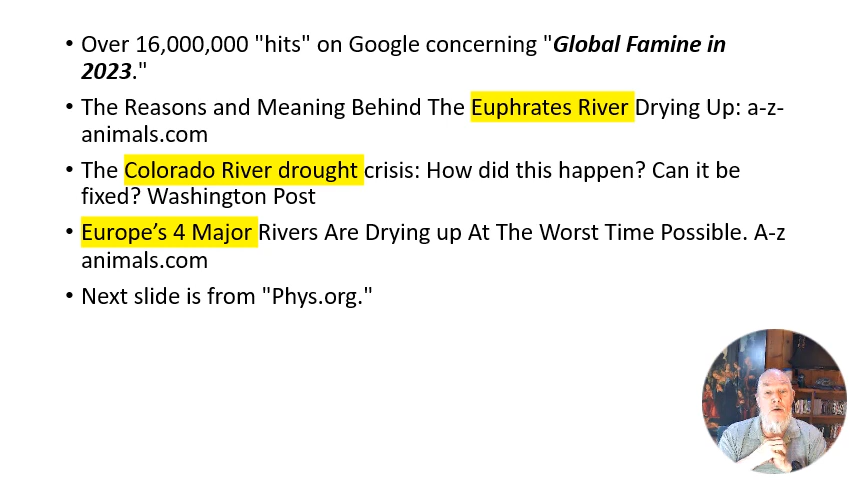 • Over 16,000,000 "hits" on Google concerning "Global Famine in
2023."
• The Reasons and Meaning Behind The Euphrates River Drying Up: a-z-
animals.com
• The Colorado River drought crisis: How did this happen? Can it be
fixed? Washington Post
• Europe’s 4 Major Rivers Are Drying up At The Worst Time Possible. A-z
animals.com
• Next slide is from "Phys.org."